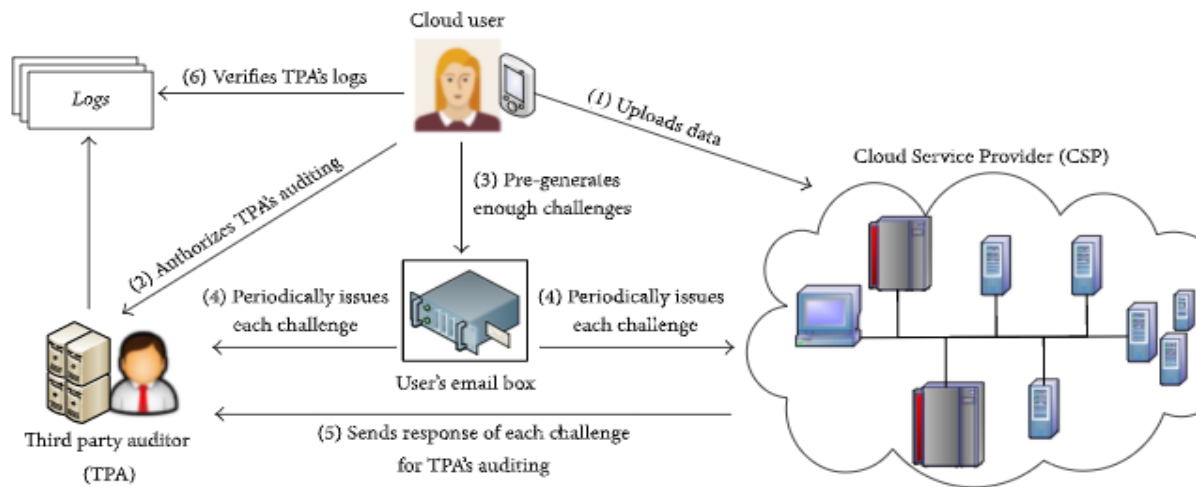 Cloud user
(6) Verifies TPA's logs
Logs
(1) Uploads data
Cloud Service Provider (CSP)
(2) Authorizes TPA's auditing
(3) Pre-generates
enough challenges
(4) Periodically issues
each challenge
(4) Periodically issues
each challenge
User's email box
Third party auditor
(TPA)
(5) Sends response of each challenge
for TPA's auditing